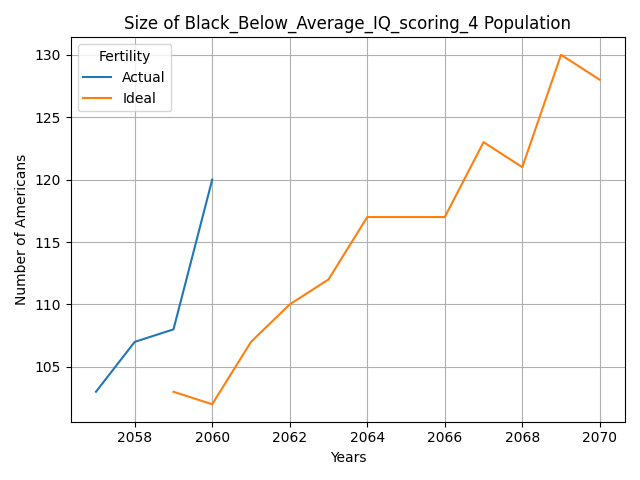 Size of Black_Below_Average_IQ_scoring_4 Population
Fertility
Actual
Ideal
Number of Americans
130
125
120
115
110
105
2058 2060 2062 2064 2066 2068 2070
Years